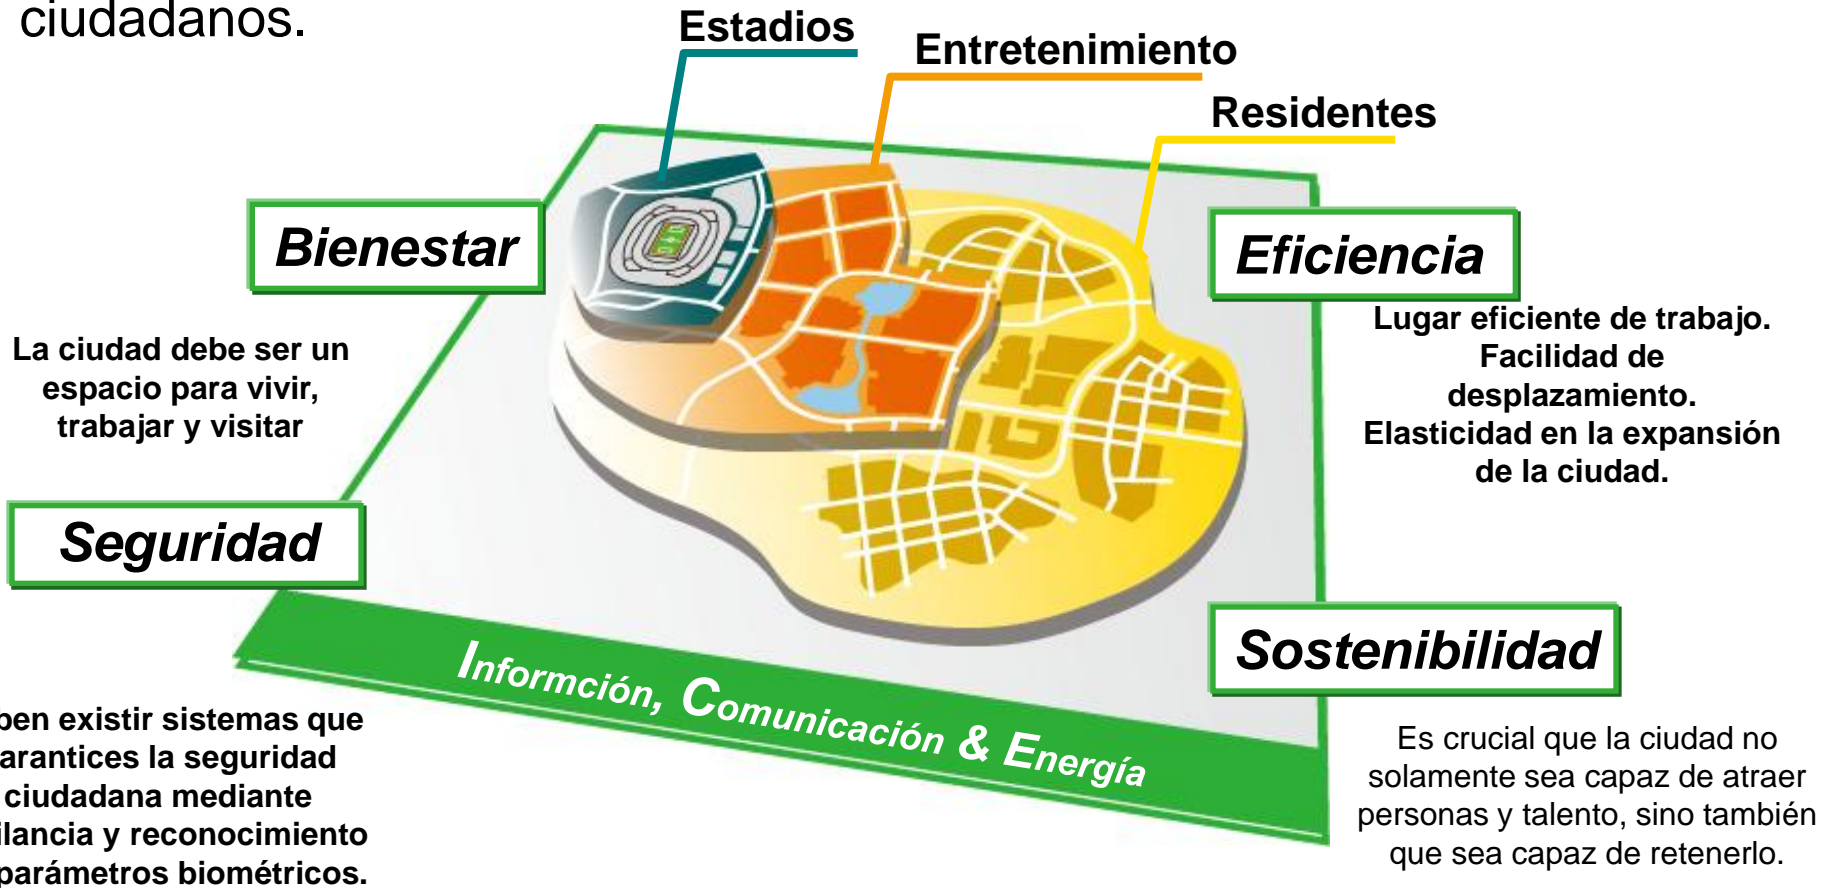 ciudadanos.
Estadios
Entretenimiento
Residentes
Bienestar
La ciudad debe ser un
espacio para vivir,
trabajar y visitar
Eficiencia
Lugar eficiente de trabajo.
Facilidad de
desplazamiento.
Elasticidad en la expansión
de la ciudad.
Seguridad
ben existir sistemas que
arantices la seguridad
ciudadana mediante
ilancia y reconocimiento
parámetros biométricos.
Informción, Comunicación & Energía
Sostenibilidad
Es crucial que la ciudad no
solamente sea capaz de atraer
personas y talento, sino también
que sea capaz de retenerlo.